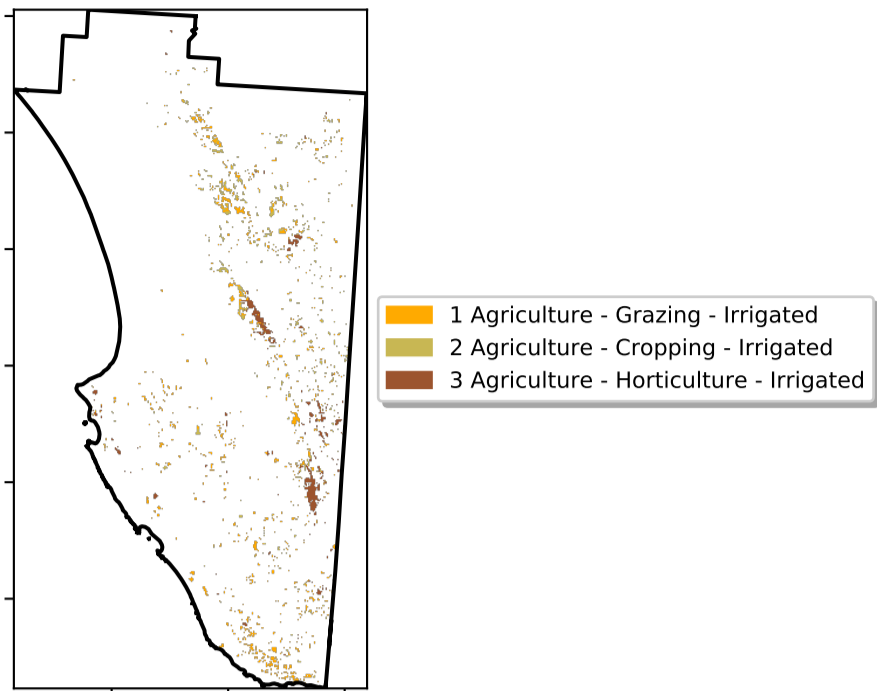 1 Agriculture - Grazing - Irrigated
2 Agriculture - Cropping - Irrigated
3 Agriculture - Horticulture - Irrigated